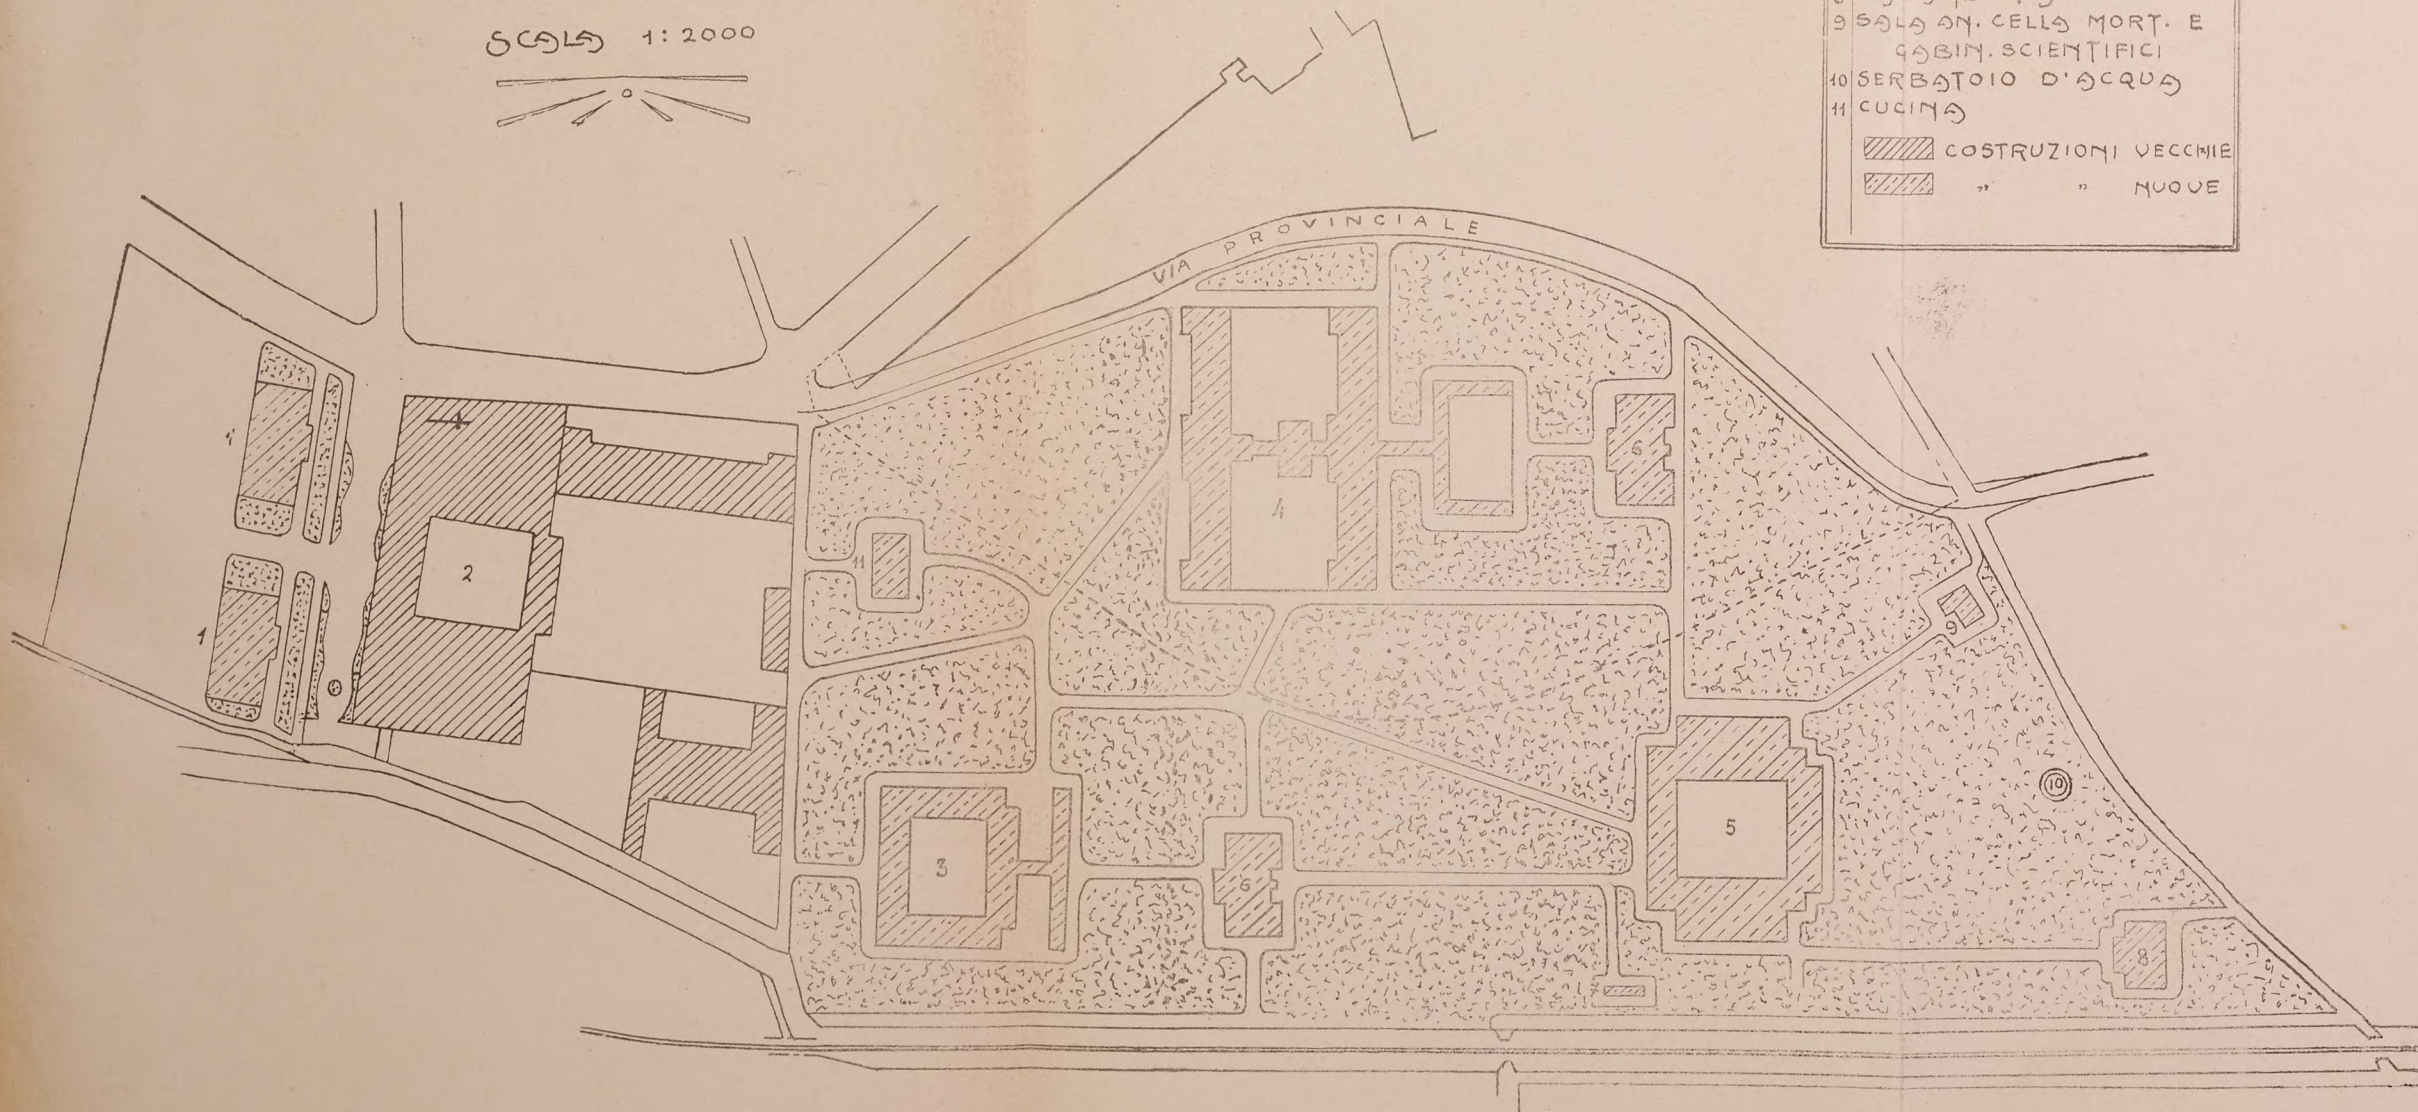 SCALA 1:2000
9 SALA AN. CELLA MORT. E
GABIN. SCIENTIFICI
10 SERBATOIO D'ACQUA
11 CUCINA
COSTRUZIONI VECCHIE
" " NUOVE
VIA PROVINCIALE
1
2
6
4
11
9
1
10
5
3
6
8